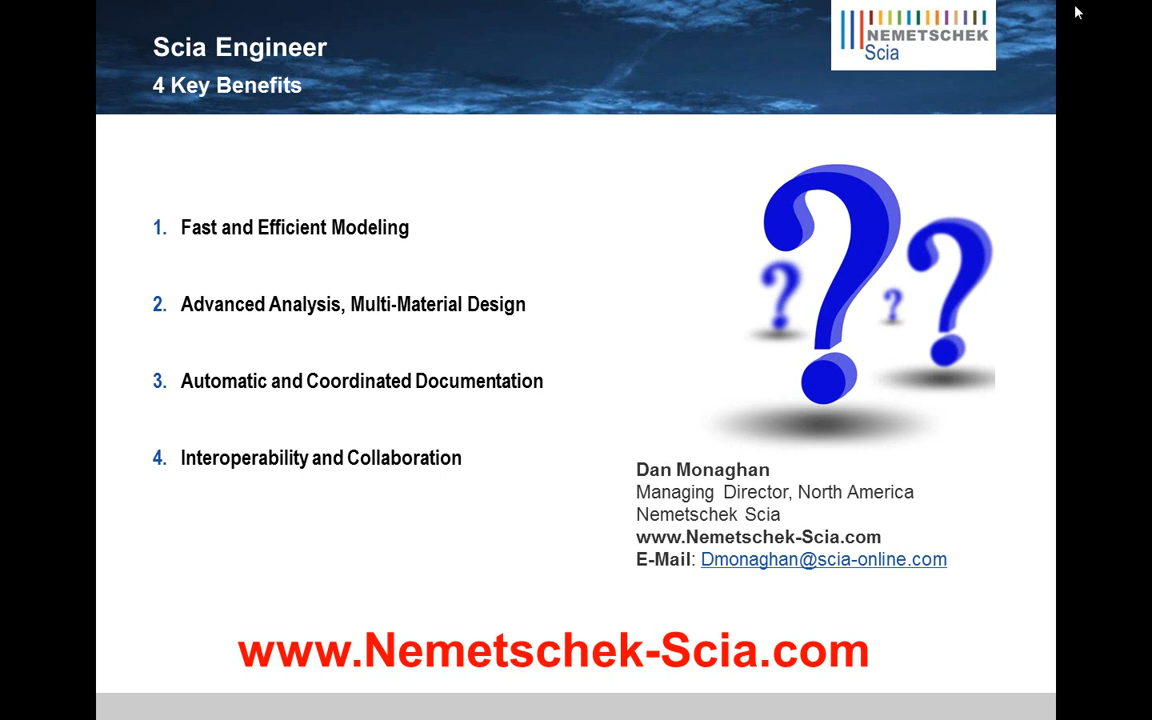 Scia Engineer
4 Key Benefits
NEMETSCHEK
Scia
1. Fast and Efficient Modeling
2. Advanced Analysis, Multi-Material Design
3. Automatic and Coordinated Documentation
4. Interoperability and Collaboration
Dan Monaghan
Managing Director, North America
Nemetschek Scia
www.Nemetschek-Scia.com
E-Mail: Dmonaghan@scia-online.com
www.Nemetschek-Scia.com